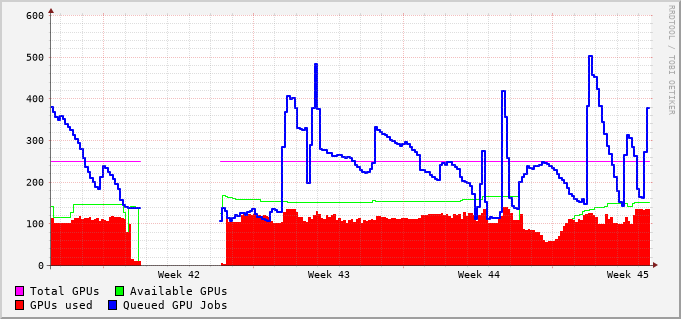 600
500
400
300
200
100
0
Week 42 Week 43 Week 44 Week 45
Total GPUs Available GPUs
GPUs used Queued GPU Jobs
RRDTOOL / TOBI OETIKER